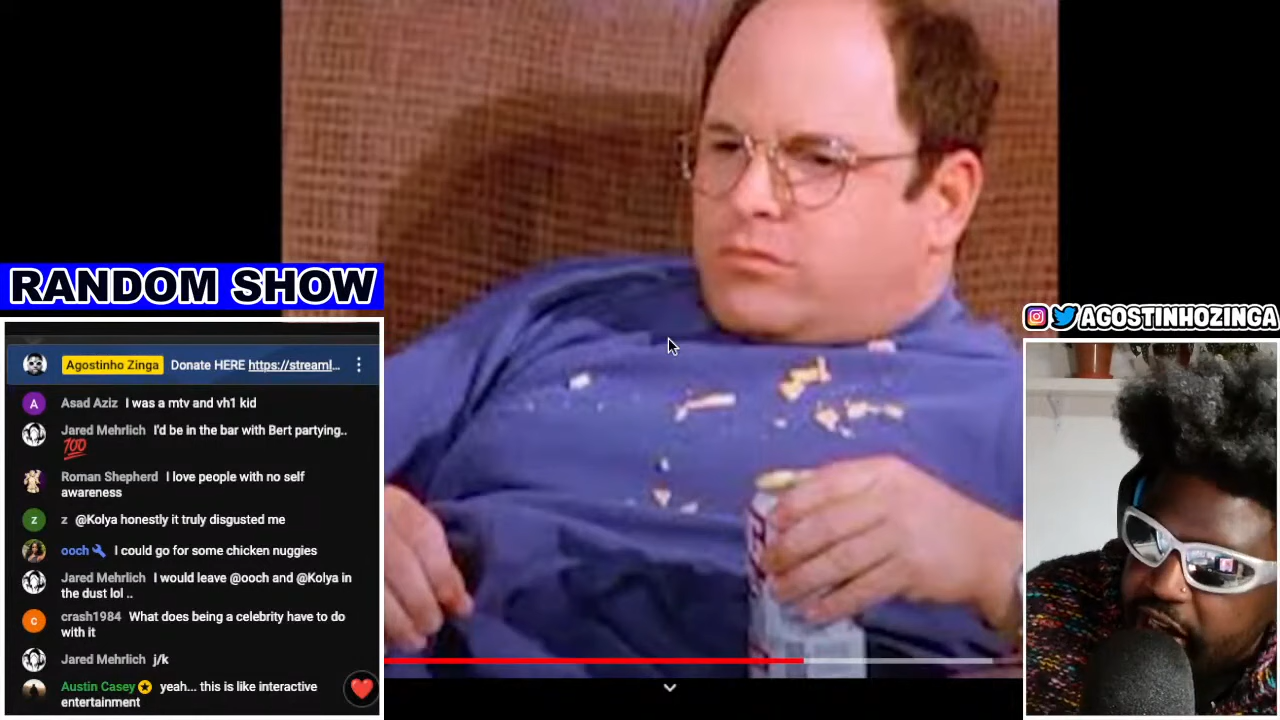 RANDOM SHOW
AGOSTINHOZINGA
Agostinho Zinga Donate HERE https://streaml...
A Asad Aziz I was a mtv and vh1 kid
Jared Mehrlich I'd be in the bar with Bert partying..
💯
Roman Shepherd I love people with no self
awareness
z z @Kolya honestly it truly disgusted me
ooch I could go for some chicken nuggies
Jared Mehrlich I would leave @ooch and @Kolya in
the dust lol ..
c crash1984 What does being a celebrity have to do
with it
Jared Mehrlich j/k
Austin Casey yeah... this is like interactive
entertainment